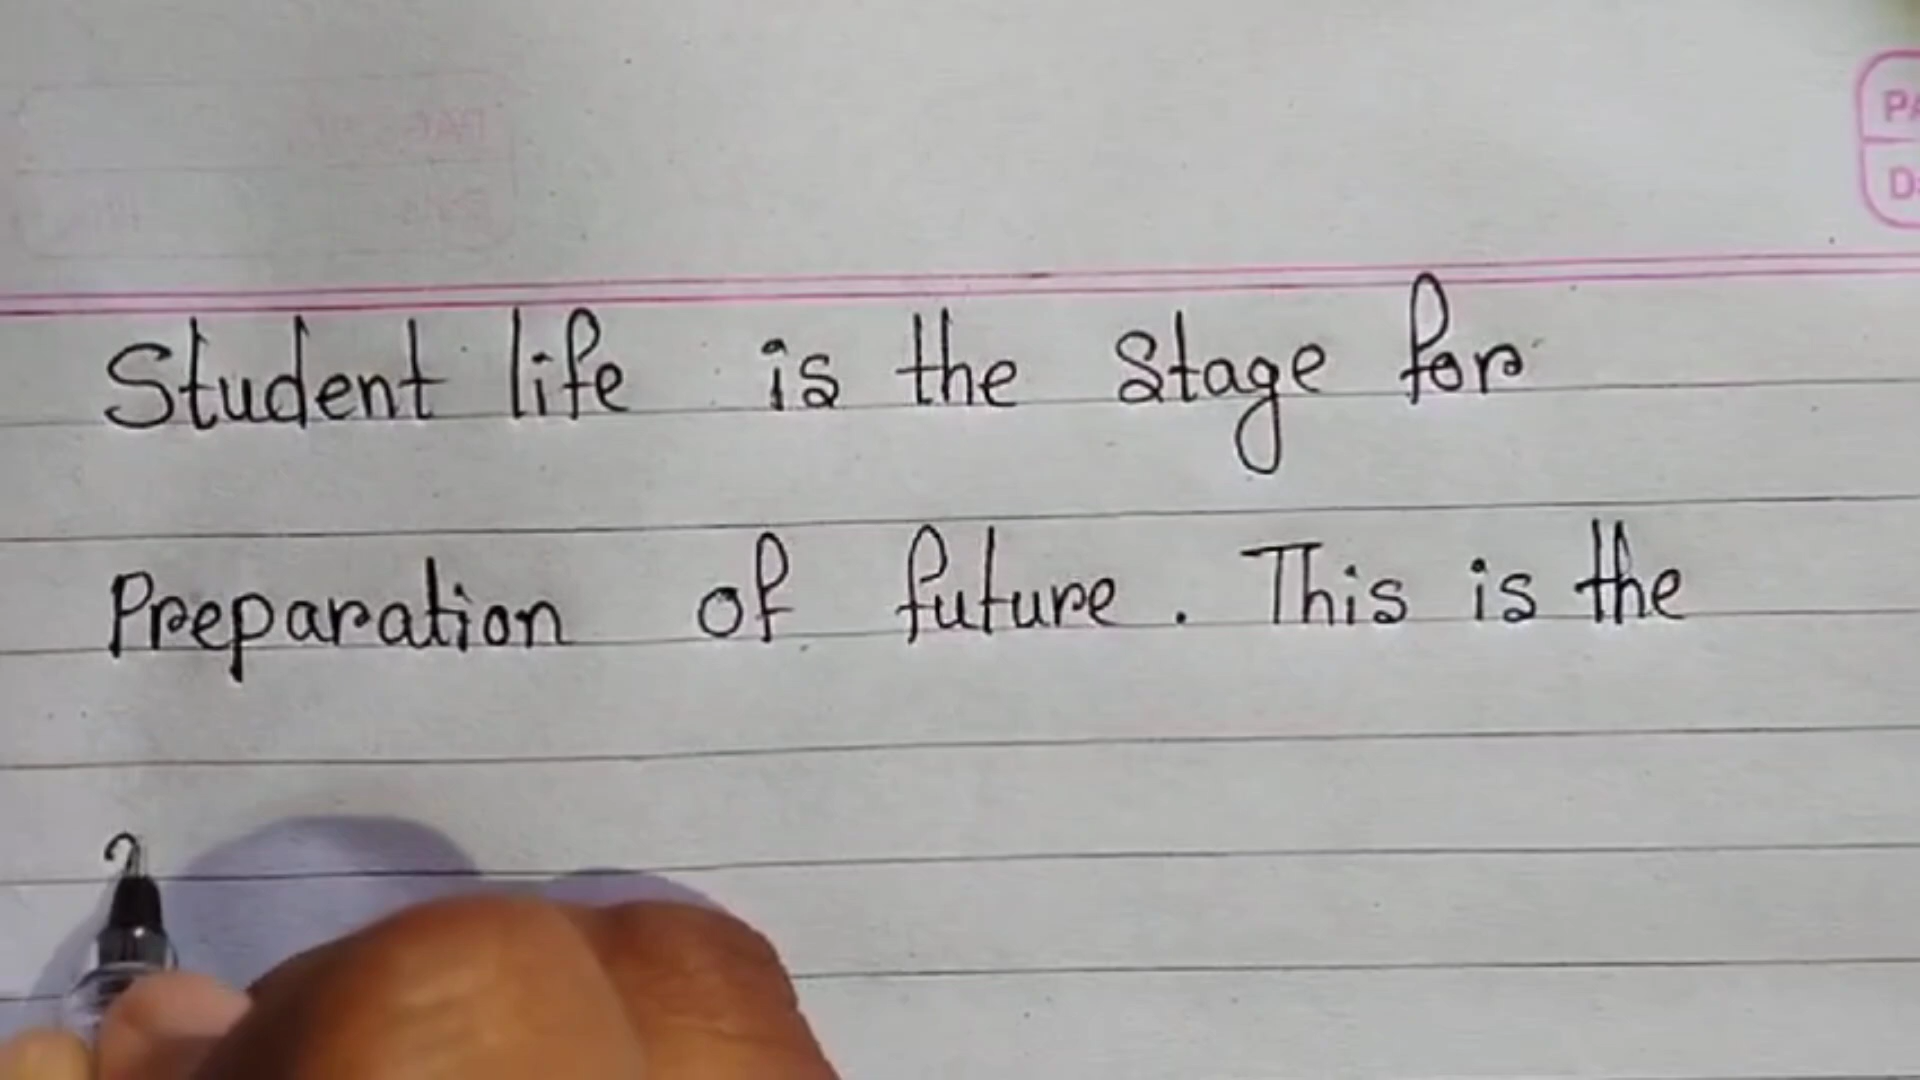 Student life is the stage for
Preparation of future. This is the